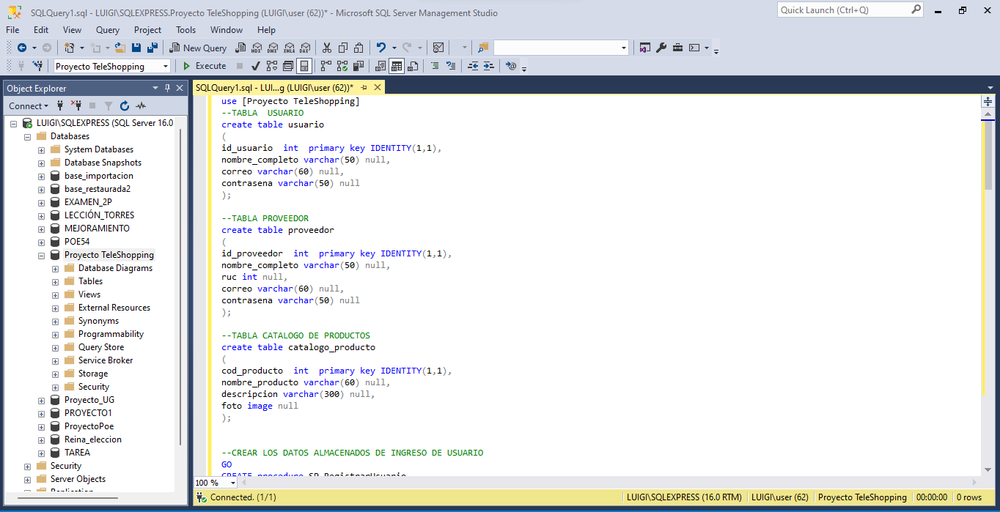 SQLQuery1.sql - LUIGI\SQLEXPRESS.Proyecto TeleShopping (LUIGI\user (62))* - Microsoft SQL Server Management Studio
Quick Launch (Ctrl+Q)
File Edit View Query Project Tools Window Help
New Query MDX DMX XMLA DAX
Proyecto TeleShopping Execute
Object Explorer
Connect
LUIGI\SQLEXPRESS (SQL Server 16.0
Databases
System Databases
Database Snapshots
base_importacion
base_restaurada2
EXAMEN_2P
LECCIÓN_TORRES
MEJORAMIENTO
POE54
Proyecto TeleShopping
Database Diagrams
Tables
Views
External Resources
Synonyms
Programmability
Query Store
Service Broker
Storage
Security
Proyecto_UG
PROYECTO1
ProyectoPoe
Reina_eleccion
TAREA
Security
Server Objects
Replication
SQLQuery1.sql - LUI...g (LUIGI\user (62))*
use [Proyecto TeleShopping]
--TABLA  USUARIO
create table usuario
(
id_usuario  int  primary key IDENTITY(1,1),
nombre_completo varchar(50) null,
correo varchar(60) null,
contrasena varchar(50) null
);
--TABLA PROVEEDOR
create table proveedor
(
id_proveedor  int  primary key IDENTITY(1,1),
nombre_completo varchar(50) null,
ruc int null,
correo varchar(60) null,
contrasena varchar(50) null
);
--TABLA CATALOGO DE PRODUCTOS
create table catalogo_producto
(
cod_producto  int  primary key IDENTITY(1,1),
nombre_producto varchar(60) null,
descripcion varchar(300) null,
foto image null
);
--CREAR LOS DATOS ALMACENADOS DE INGRESO DE USUARIO
GO
CREATE procedure SP_RegistrarUsuario
100 %
Connected. (1/1)
LUIGI\SQLEXPRESS (16.0 RTM) LUIGI\user (62) Proyecto TeleShopping 00:00:00 0 rows